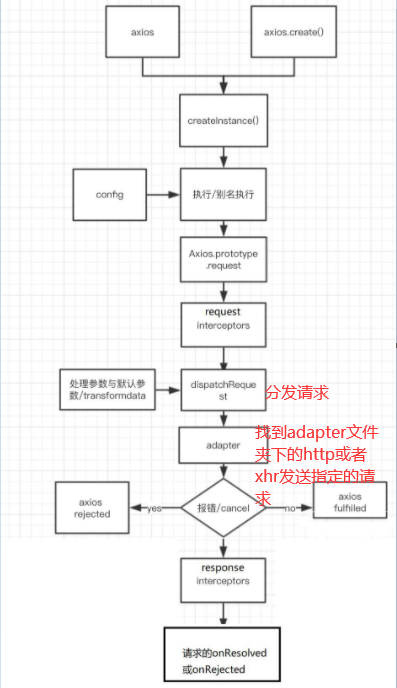 axios
axios.create()
createInstance()
config
执行/别名执行
Axios.prototype
.request
request
interceptors
处理参数与默认参
数/transformdata
dispatchReque
st
分发请求
adapter
找到adapter文件
夹下的http或者
xhr发送指定的请
求
axios
rejected
yes
报错/cancel
no
axios
fulfilled
response
interceptors
请求的onResolved
或onRejected